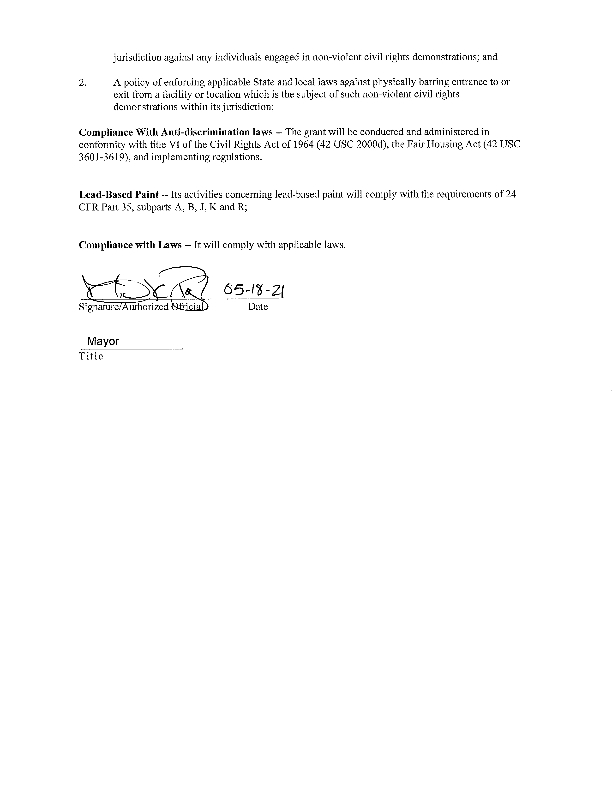 jurisdiction against any individuals engaged in non-violent civil rights demonstrations; and
2. A policy of enforcing applicable State and local laws against physically barring entrance to or
exit from a facility or location which is the subject of such non-violent civil rights
demonstrations within its jurisdiction;
Compliance With Anti-discrimination laws -- The grant will be conducted and administered in
conformity with title VI of the Civil Rights Act of 1964 (42 USC 2000d), the Fair Housing Act (42 USC
3601-3619), and implementing regulations.
Lead-Based Paint -- Its activities concerning lead-based paint will comply with the requirements of 24
CFR Part 35, subparts A, B, J, K and R;
Compliance with Laws -- It will comply with applicable laws.
05-18-21
Signature/Authorized Official Date
Mayor
Title